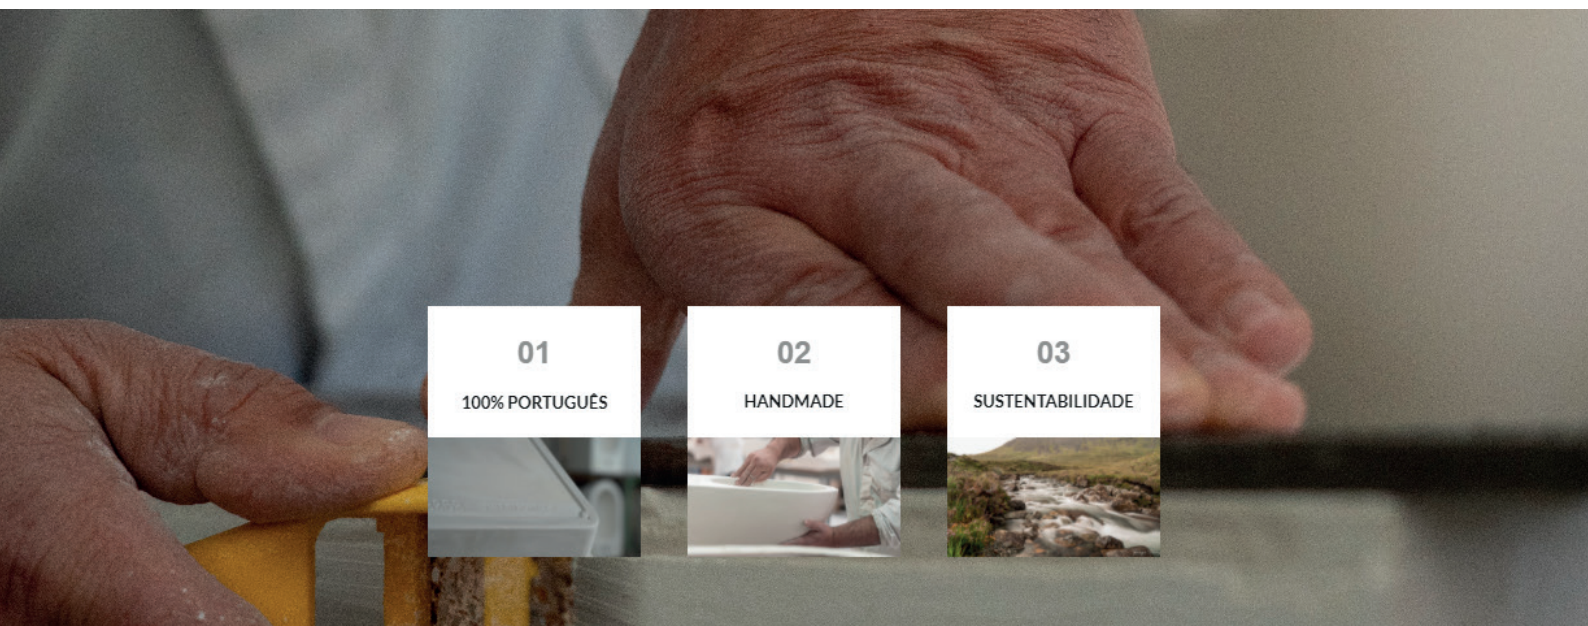 01
100% PORTUGUÊS
02
HANDMADE
03
SUSTENTABILIDADE